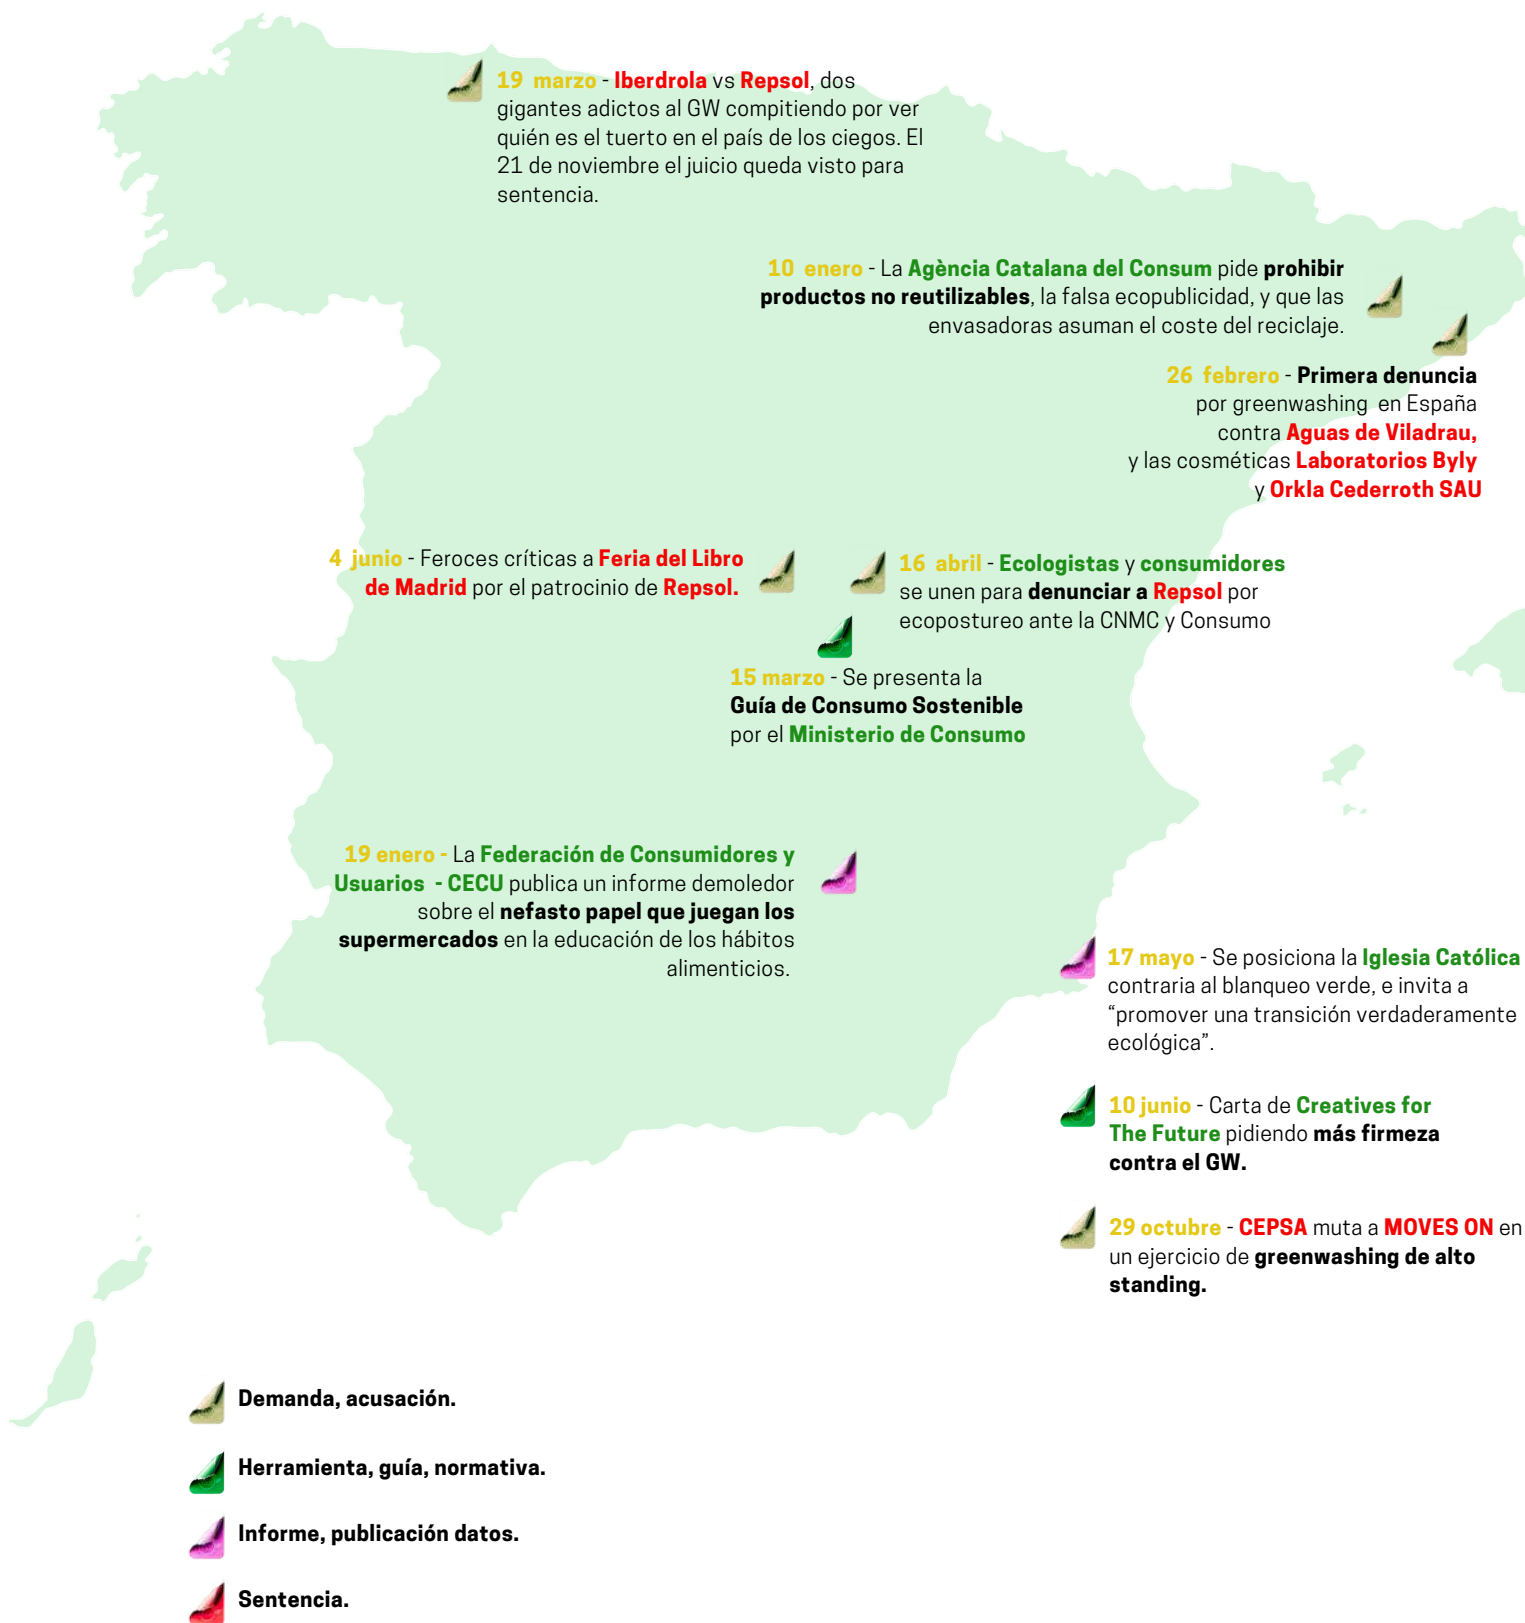 19 marzo - Iberdrola vs Repsol, dos
gigantes adictos al GW compitiendo por ver
quién es el tuerto en el país de los ciegos. El
21 de noviembre el juicio queda visto para
sentencia.
10 enero - La Agència Catalana del Consum pide prohibir
productos no reutilizables, la falsa ecopublicidad, y que las
envasadoras asuman el coste del reciclaje.
26 febrero - Primera denuncia
por greenwashing en España
contra Aguas de Viladrau,
y las cosméticas Laboratorios Byly
y Orkla Cederroth SAU
4 junio - Feroces críticas a Feria del Libro
de Madrid por el patrocinio de Repsol.
16 abril - Ecologistas y consumidores
se unen para denunciar a Repsol por
ecopostureo ante la CNMC y Consumo
15 marzo - Se presenta la
Guía de Consumo Sostenible
por el Ministerio de Consumo
19 enero - La Federación de Consumidores y
Usuarios - CECU publica un informe demoledor
sobre el nefasto papel que juegan los
supermercados en la educación de los hábitos
alimenticios.
17 mayo - Se posiciona la Iglesia Católica
contraria al blanqueo verde, e invita a
“promover una transición verdaderamente
ecológica”.
10 junio - Carta de Creatives for
The Future pidiendo más firmeza
contra el GW.
29 octubre - CEPSA muta a MOVES ON en
un ejercicio de greenwashing de alto
standing.
Demanda, acusación.
Herramienta, guía, normativa.
Informe, publicación datos.
Sentencia.